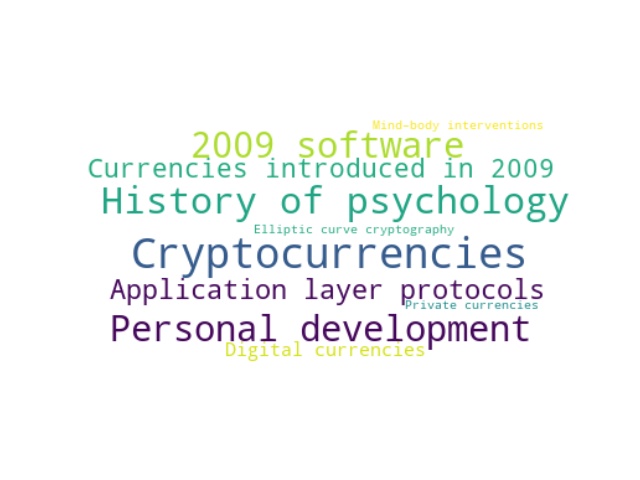 Mind-body interventions
2009 software
Currencies introduced in 2009
History of psychology
Elliptic curve cryptography
Cryptocurrencies
Application layer protocols
Private currencies
Personal development
Digital currencies